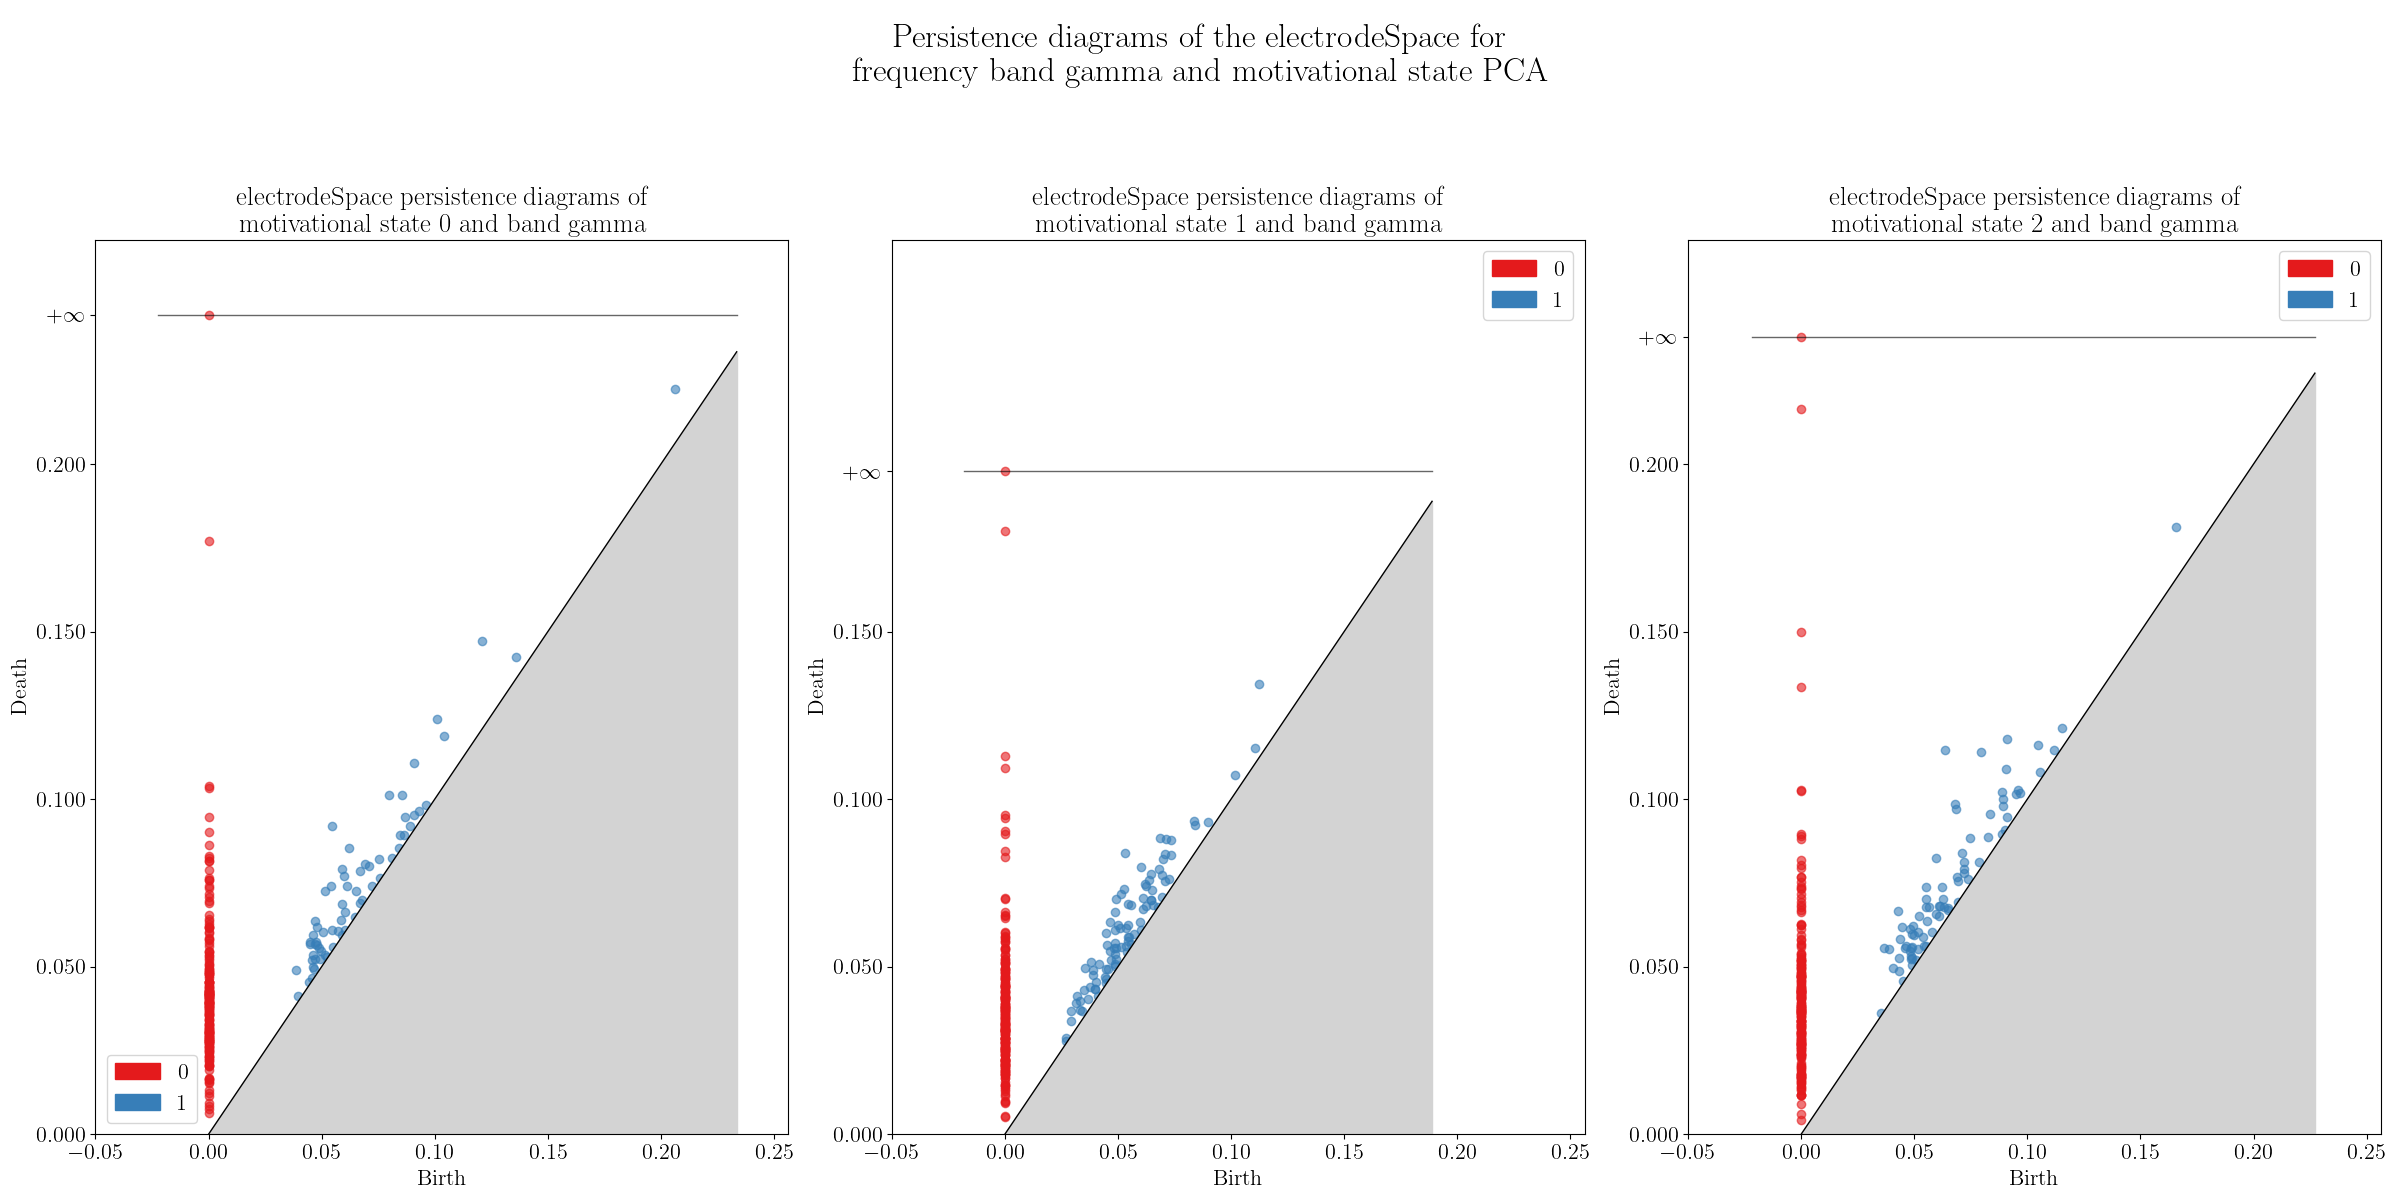 Persistence diagrams of the electrodeSpace for
frequency band gamma and motivational state PCA
electrodeSpace persistence diagrams of
motivational state 0 and band gamma
+∞
0.200
0.150
0.100
0.050
0.000
Death
−0.05 0.00 0.05 0.10 0.15 0.20 0.25
Birth
0
1
electrodeSpace persistence diagrams of
motivational state 1 and band gamma
0
1
+∞
0.150
0.100
0.050
0.000
Death
−0.05 0.00 0.05 0.10 0.15 0.20 0.25
Birth
electrodeSpace persistence diagrams of
motivational state 2 and band gamma
0
1
+∞
0.200
0.150
0.100
0.050
0.000
Death
−0.05 0.00 0.05 0.10 0.15 0.20 0.25
Birth